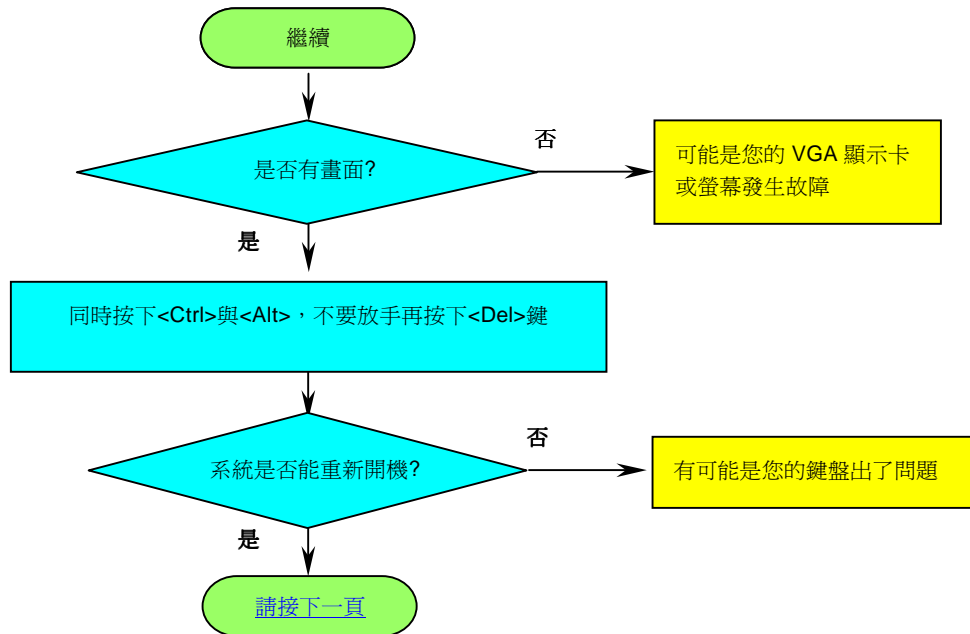 繼續
是否有畫面?
否
可能是您的 VGA 顯示卡
或螢幕發生故障
是
同時按下<Ctrl>與<Alt>，不要放手再按下<Del>鍵
系統是否能重新開機?
否
有可能是您的鍵盤出了問題
是
請接下一頁